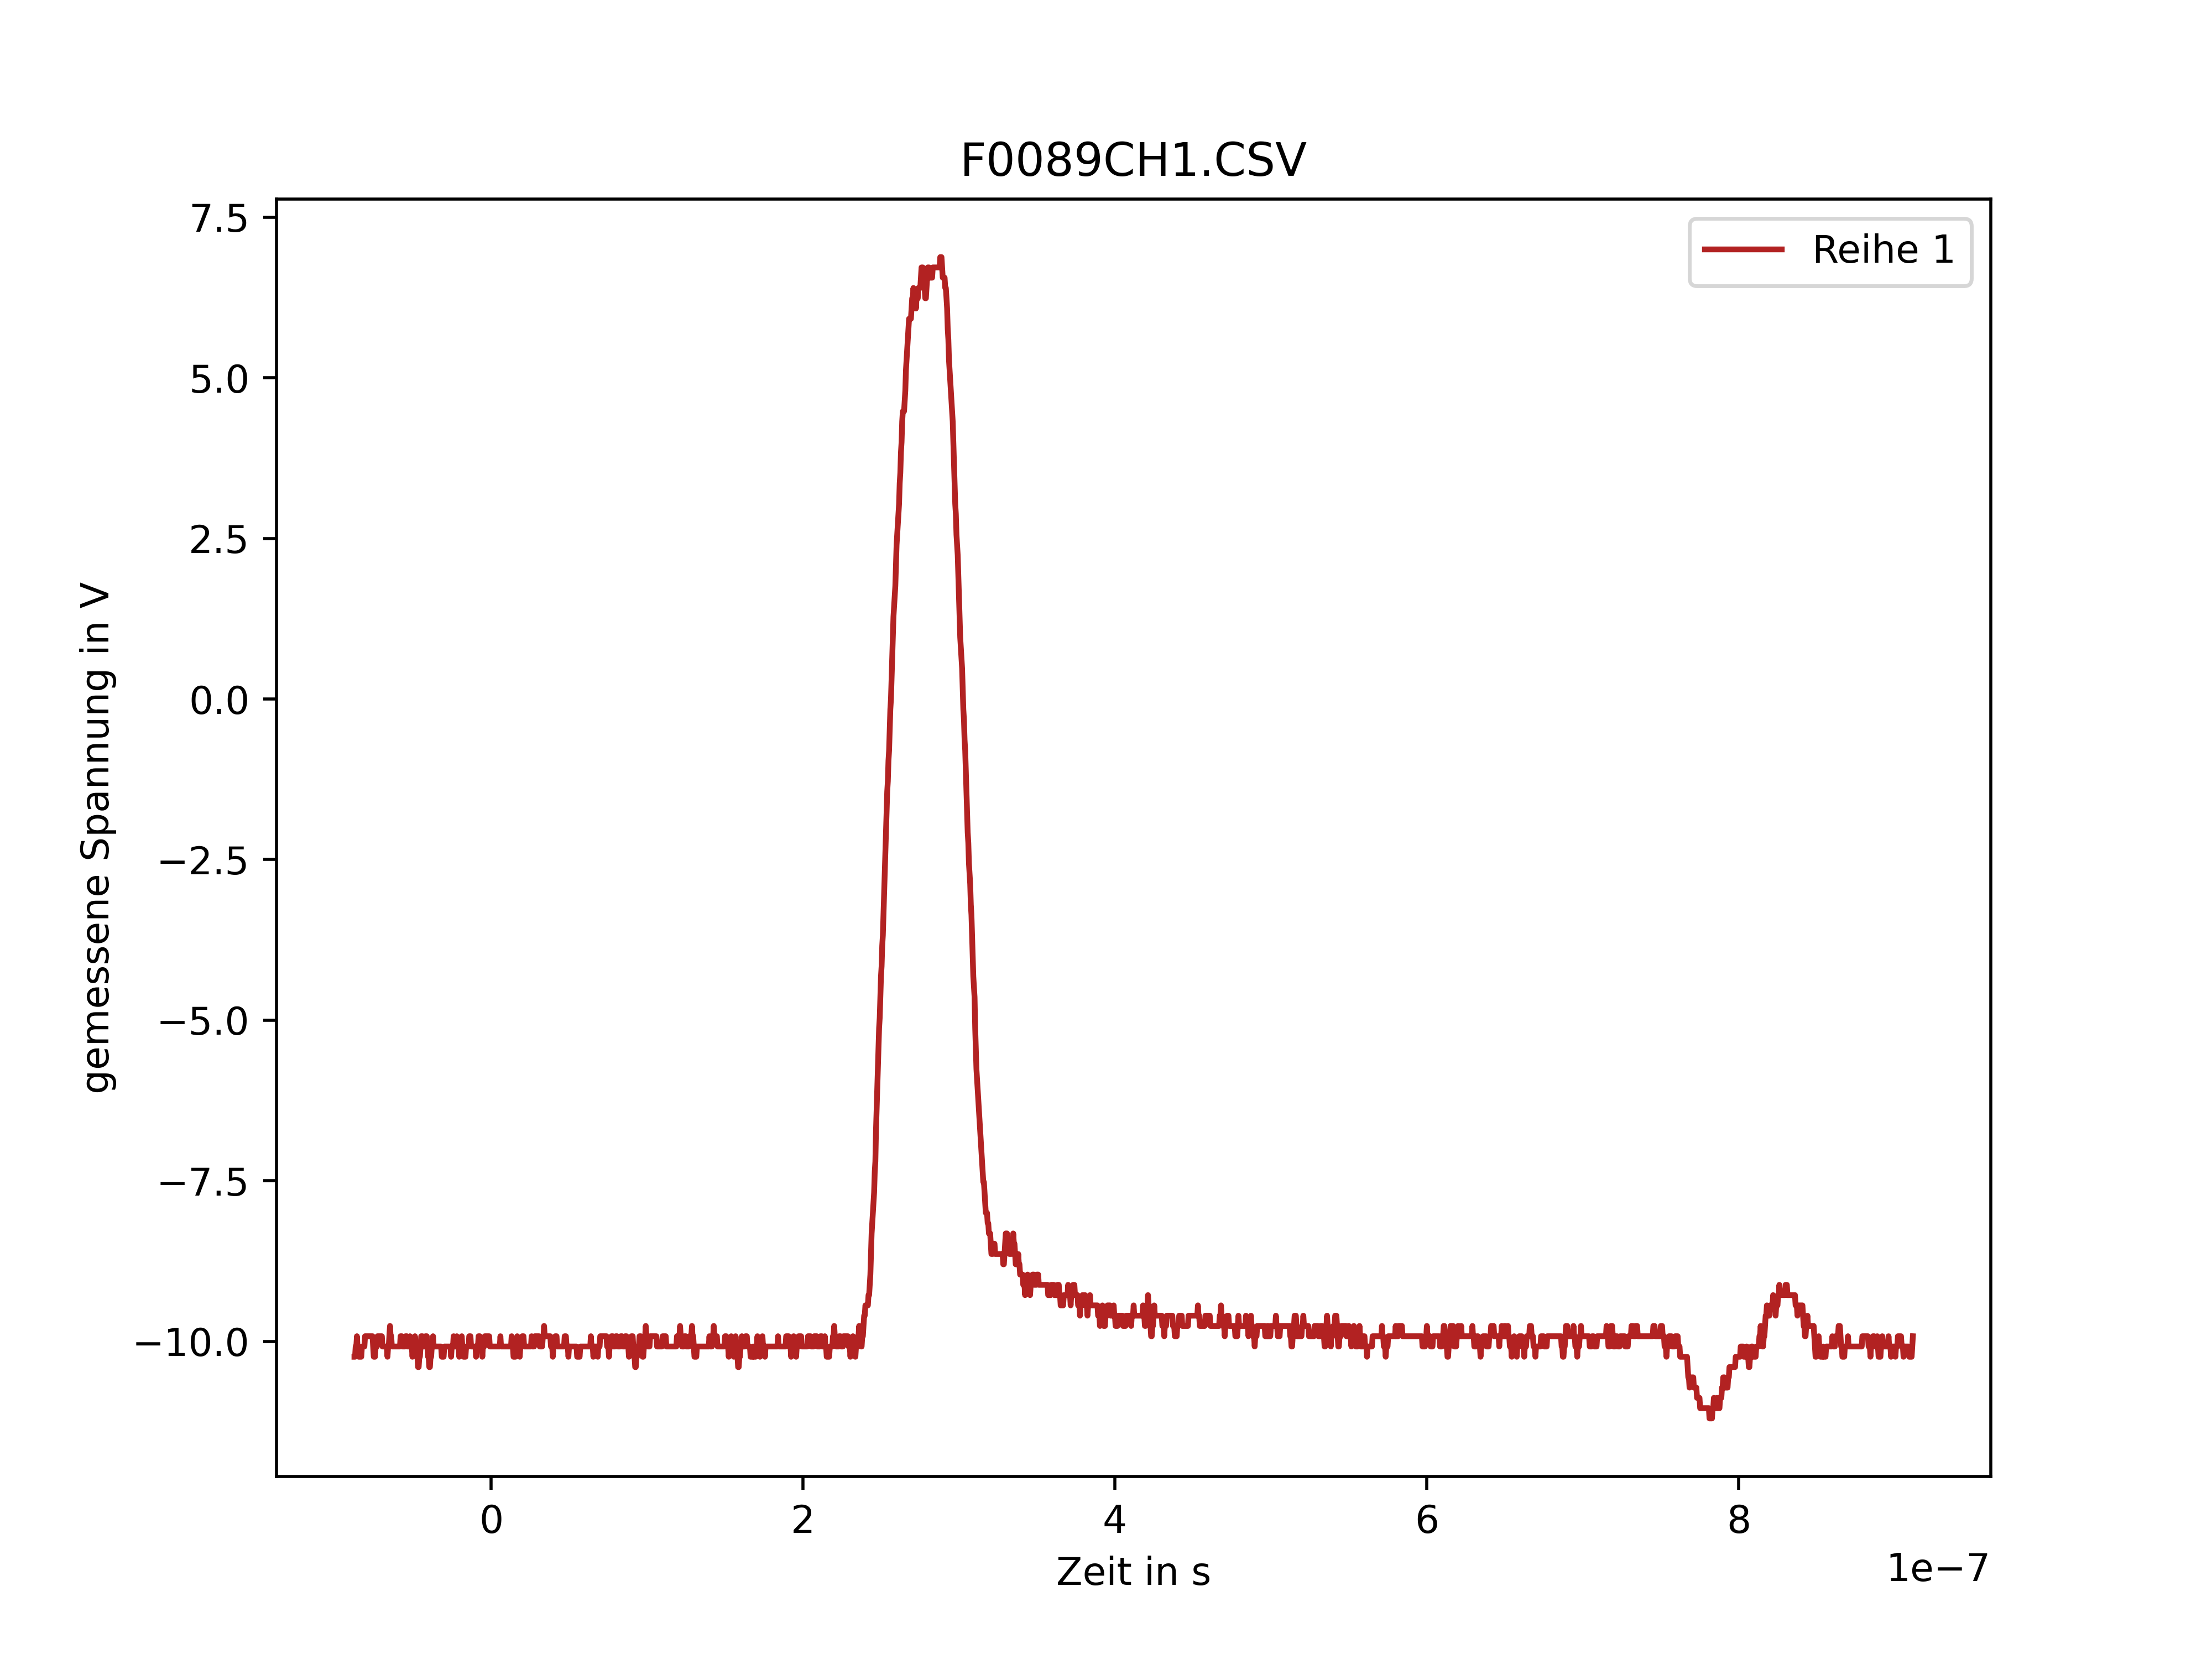 F0089CH1.CSV
Reihe 1
gemessene Spannung in V
7.5
5.0
2.5
0.0
−2.5
−5.0
−7.5
−10.0
0 2 4 6 8
1e−7
Zeit in s